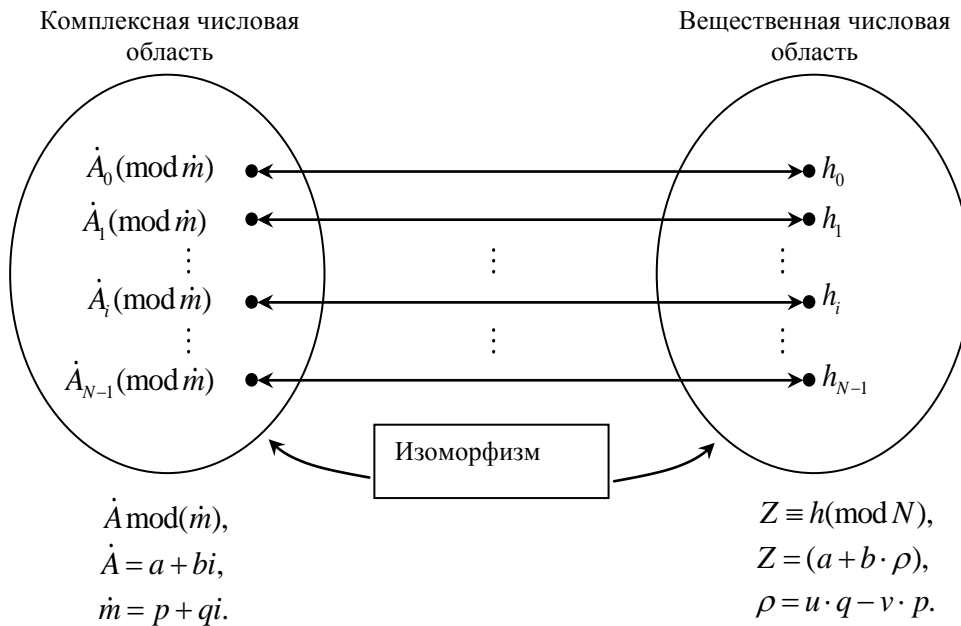 Комплексная числовая
область
Вещественная числовая
область
Ȧ₀(mod ṁ)
h₀
Ȧ₁(mod ṁ)
h₁
⋮ ⋮ ⋮
Ȧᵢ(mod ṁ)
hᵢ
⋮ ⋮ ⋮
Ȧ_{N−1}(mod ṁ)
h_{N−1}
Изоморфизм
Ȧ mod(ṁ),
Ȧ = a + bi,
ṁ = p + qi.
Z ≡ h(mod N),
Z = (a + b · ρ),
ρ = u · q − v · p.